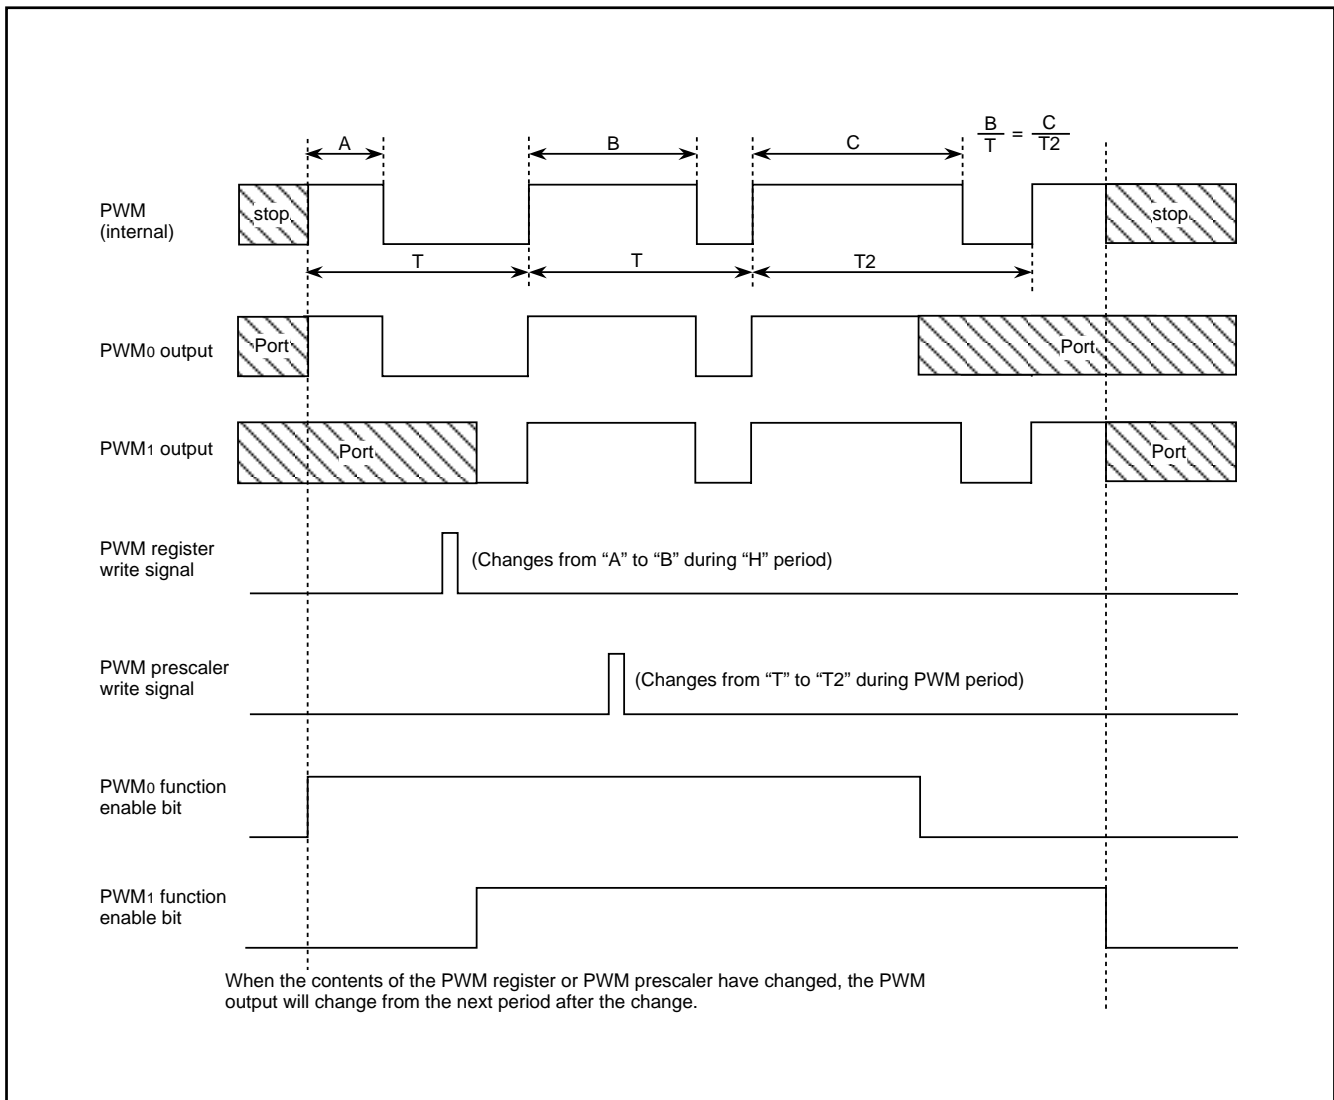 A
B
C
B
T
=
C
T2
PWM
(internal)
stop
stop
T
T
T2
PWM0 output
Port
Port
PWM1 output
Port
Port
PWM register
write signal
(Changes from “A” to “B” during “H” period)
PWM prescaler
write signal
(Changes from “T” to “T2” during PWM period)
PWM0 function
enable bit
PWM1 function
enable bit
When the contents of the PWM register or PWM prescaler have changed, the PWM
output will change from the next period after the change.